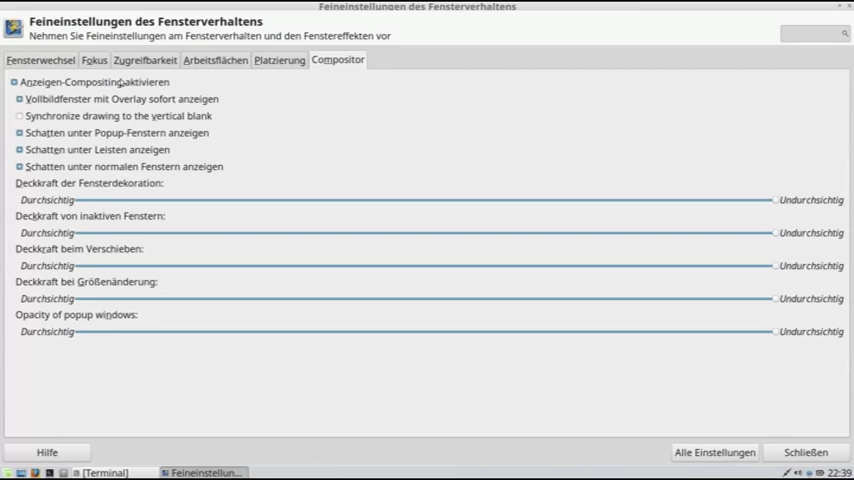 Feineinstellungen des Fensterverhaltens
Feineinstellungen des Fensterverhaltens
Nehmen Sie Feineinstellungen am Fensterverhalten und den Fenstereffekten vor
Fensterwechsel Fokus Zugreifbarkeit Arbeitsflächen Platzierung Compositor
Anzeigen-Compositing aktivieren
Vollbildfenster mit Overlay sofort anzeigen
Synchronize drawing to the vertical blank
Schatten unter Popup-Fenstern anzeigen
Schatten unter Leisten anzeigen
Schatten unter normalen Fenstern anzeigen
Deckkraft der Fensterdekoration:
Durchsichtig Undurchsichtig
Deckkraft von inaktiven Fenstern:
Durchsichtig Undurchsichtig
Deckkraft beim Verschieben:
Durchsichtig Undurchsichtig
Deckkraft bei Größenänderung:
Durchsichtig Undurchsichtig
Opacity of popup windows:
Durchsichtig Undurchsichtig
Hilfe Alle Einstellungen Schließen
[Terminal] Feineinstellun... 22:39